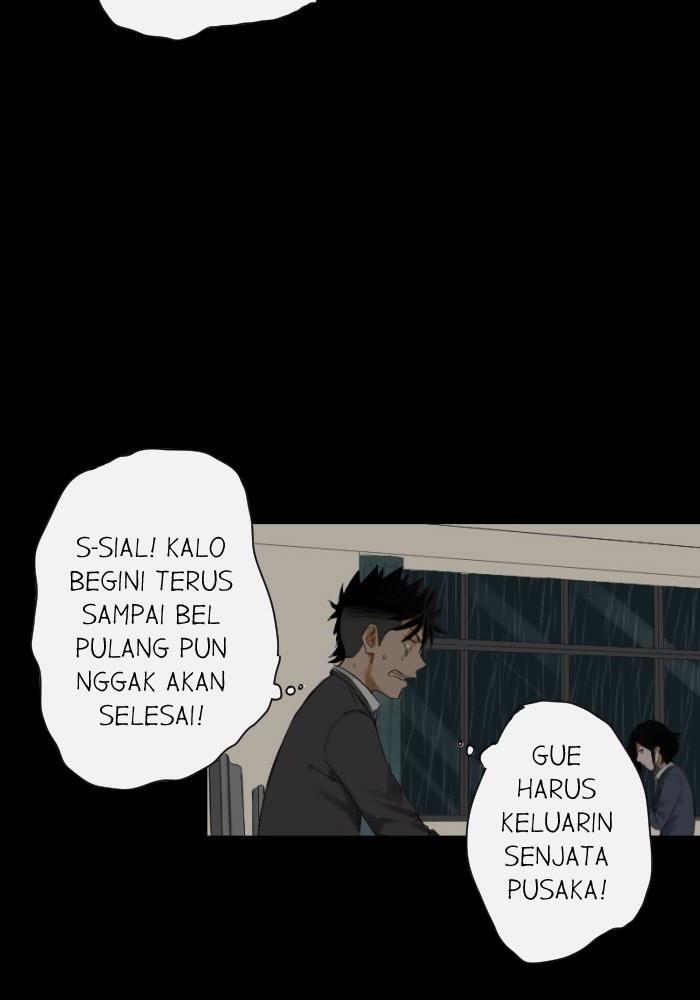 S-SIAL! KALO
BEGINI TERUS
SAMPAI BEL
PULANG PUN
NGGAK AKAN
SELESAI!
GUE
HARUS
KELUARIN
SENJATA
PUSAKA!